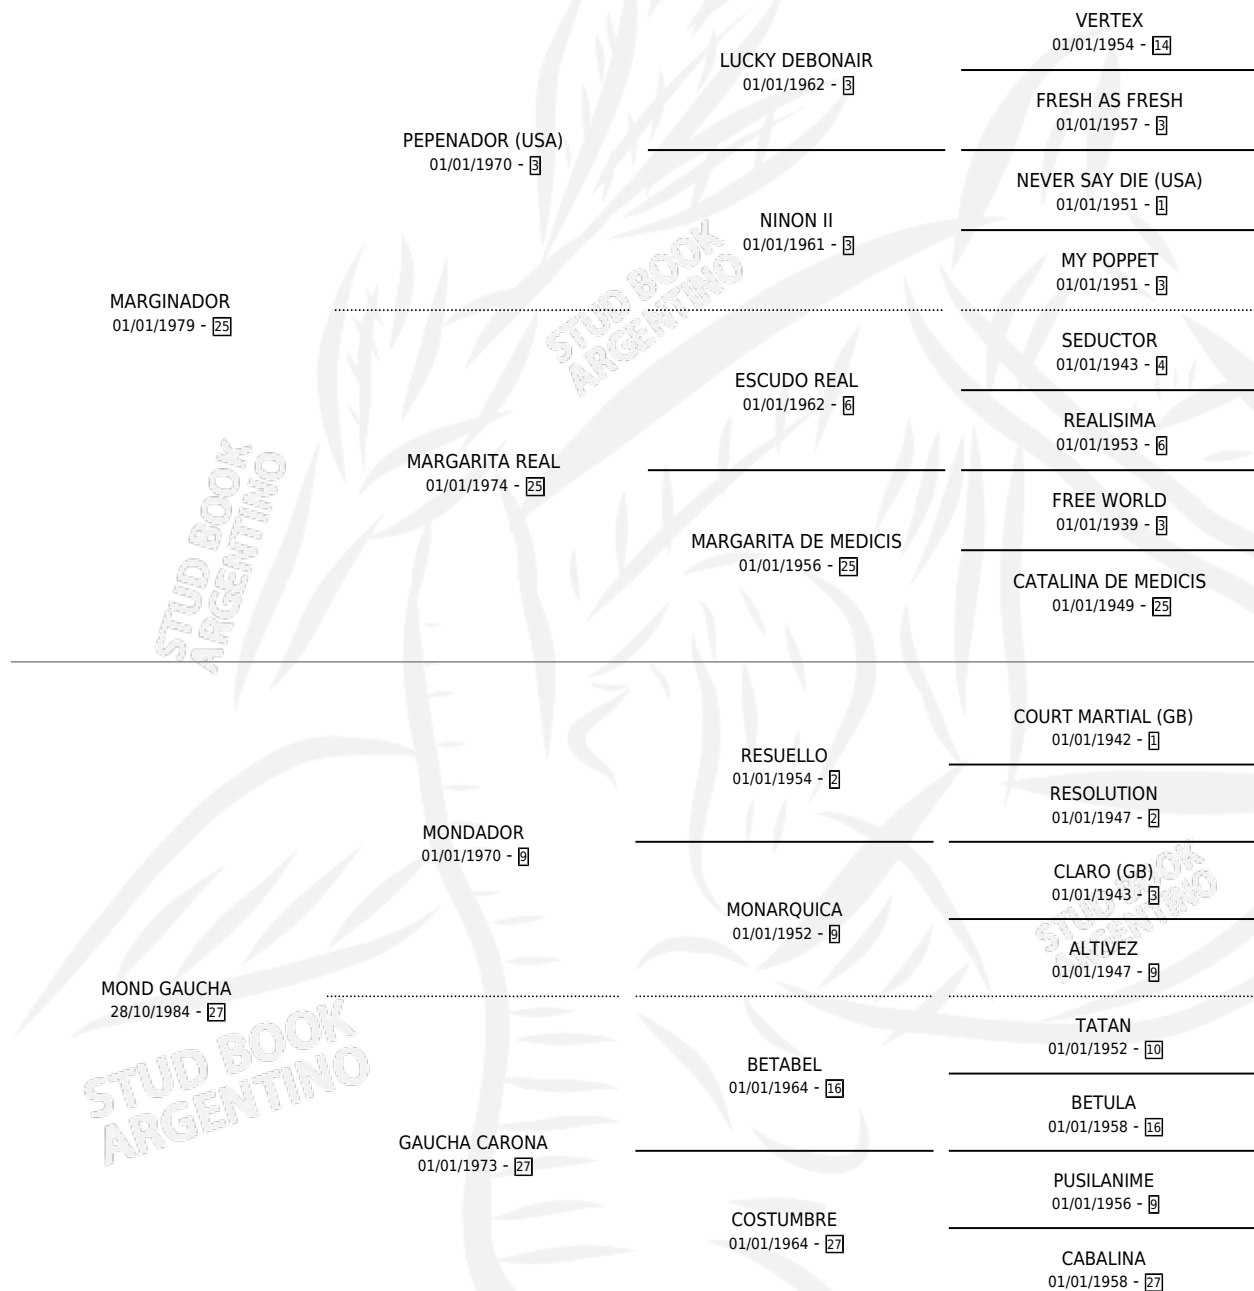 VERTEX
01/01/1954 - 14
LUCKY DEBONAIR
01/01/1962 - 3
FRESH AS FRESH
01/01/1957 - 3
PEPENADOR (USA)
01/01/1970 - 3
NEVER SAY DIE (USA)
01/01/1951 - 1
NINON II
01/01/1961 - 3
MY POPPET
01/01/1951 - 3
MARGINADOR
01/01/1979 - 25
SEDUCTOR
01/01/1943 - 4
ESCUDO REAL
01/01/1962 - 6
REALISIMA
01/01/1953 - 6
MARGARITA REAL
01/01/1974 - 25
FREE WORLD
01/01/1939 - 3
MARGARITA DE MEDICIS
01/01/1956 - 25
CATALINA DE MEDICIS
01/01/1949 - 25
COURT MARTIAL (GB)
01/01/1942 - 1
RESUELLO
01/01/1954 - 2
RESOLUTION
01/01/1947 - 2
MONDADOR
01/01/1970 - 9
CLARO (GB)
01/01/1943 - 3
MONARQUICA
01/01/1952 - 9
ALTIVEZ
01/01/1947 - 9
MOND GAUCHA
28/10/1984 - 27
TATAN
01/01/1952 - 10
BETABEL
01/01/1964 - 16
BETULA
01/01/1958 - 16
GAUCHA CARONA
01/01/1973 - 27
PUSILANIME
01/01/1956 - 9
COSTUMBRE
01/01/1964 - 27
CABALINA
01/01/1958 - 27
STUD BOOK
ARGENTINO
STUD BOOK
ARGENTINO
STUD BOOK
ARGENTINO
STUD BOOK
ARGENTINO